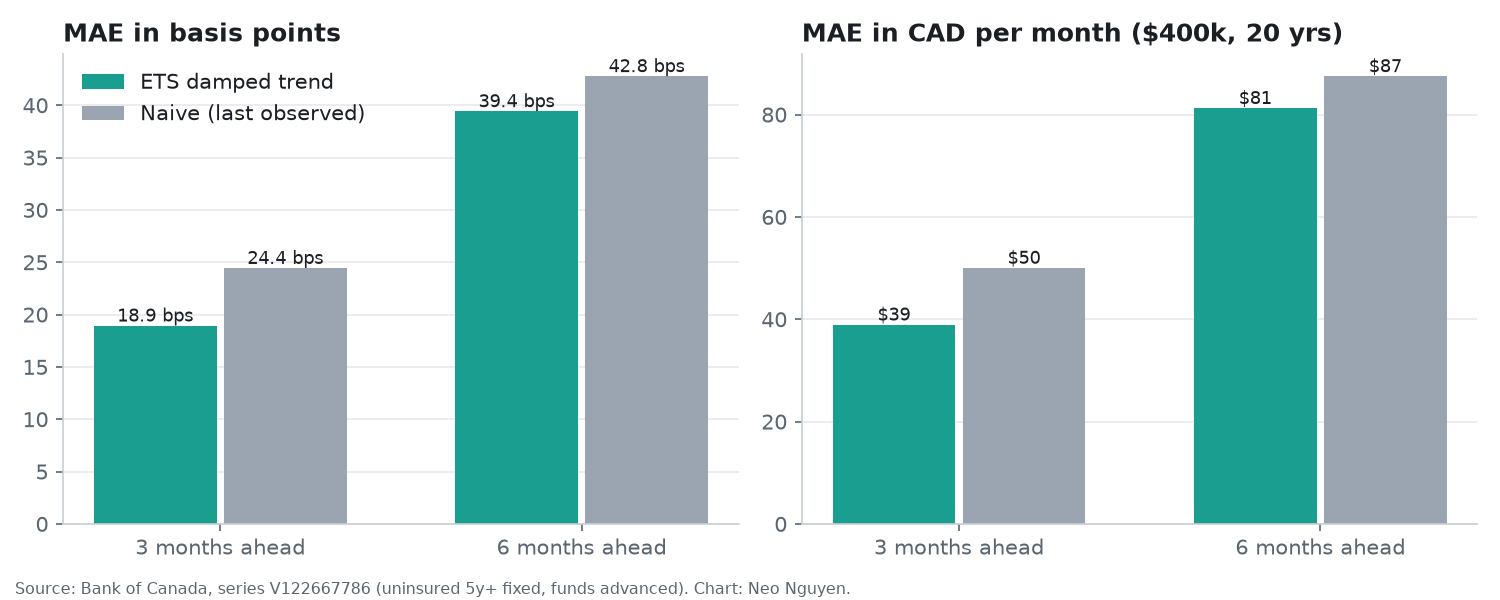 MAE in basis points
ETS damped trend
Naive (last observed)
42.8 bps
39.4 bps
24.4 bps
18.9 bps
40
35
30
25
20
15
10
5
0
3 months ahead
6 months ahead
MAE in CAD per month ($400k, 20 yrs)
$87
$81
$50
$39
80
60
40
20
0
3 months ahead
6 months ahead
Source: Bank of Canada, series V122667786 (uninsured 5y+ fixed, funds advanced). Chart: Neo Nguyen.